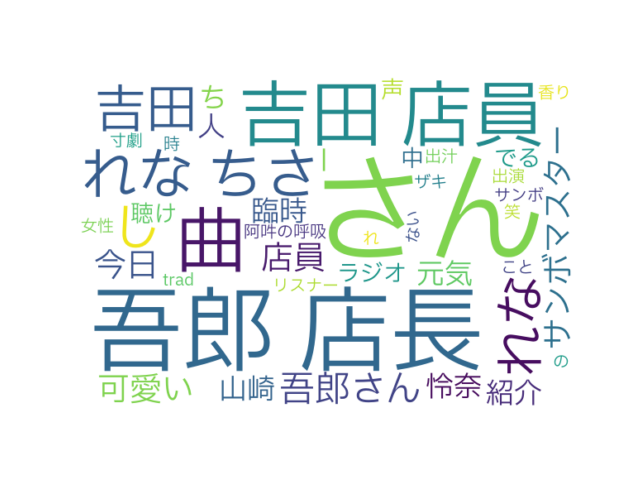 吉田 ち 吉田 店員 声 香り
寸劇 時 人 中 出汁 でる
れな ちさ さん ー ザキ 出演
し 聴け 曲 臨時 阿吽の呼吸 ない サンボ 笑
女性 店員 れ サンボマスター
今日 trad ラジオ 元気 こと
リスナー れな の
吾郎 店長
可愛い 山崎 吾郎さん 怜奈 紹介